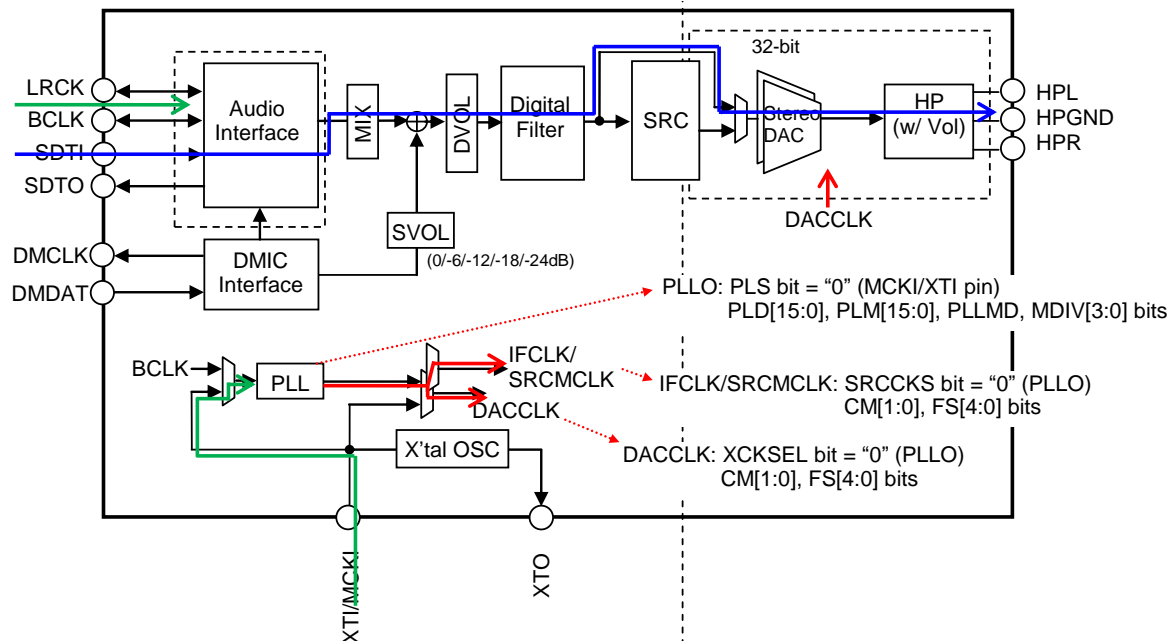 32-bit
LRCK
BCLK
SDTI
SDTO
DMCLK
DMDAT
Audio
Interface
MIX
DVOL
Digital
Filter
SRC
Stereo
DAC
HP
(w/ Vol)
HPL
HPGND
HPR
DACCLK
SVOL
(0/-6/-12/-18/-24dB)
DMIC
Interface
PLLO: PLS bit = “0” (MCKI/XTI pin)
PLD[15:0], PLM[15:0], PLLMD, MDIV[3:0] bits
BCLK
PLL
IFCLK/
SRCMCLK
DACCLK
IFCLK/SRCMCLK: SRCCKS bit = “0” (PLLO)
CM[1:0], FS[4:0] bits
X'tal OSC
DACCLK: XCKSEL bit = “0” (PLLO)
CM[1:0], FS[4:0] bits
XTI/MCKI
XTO